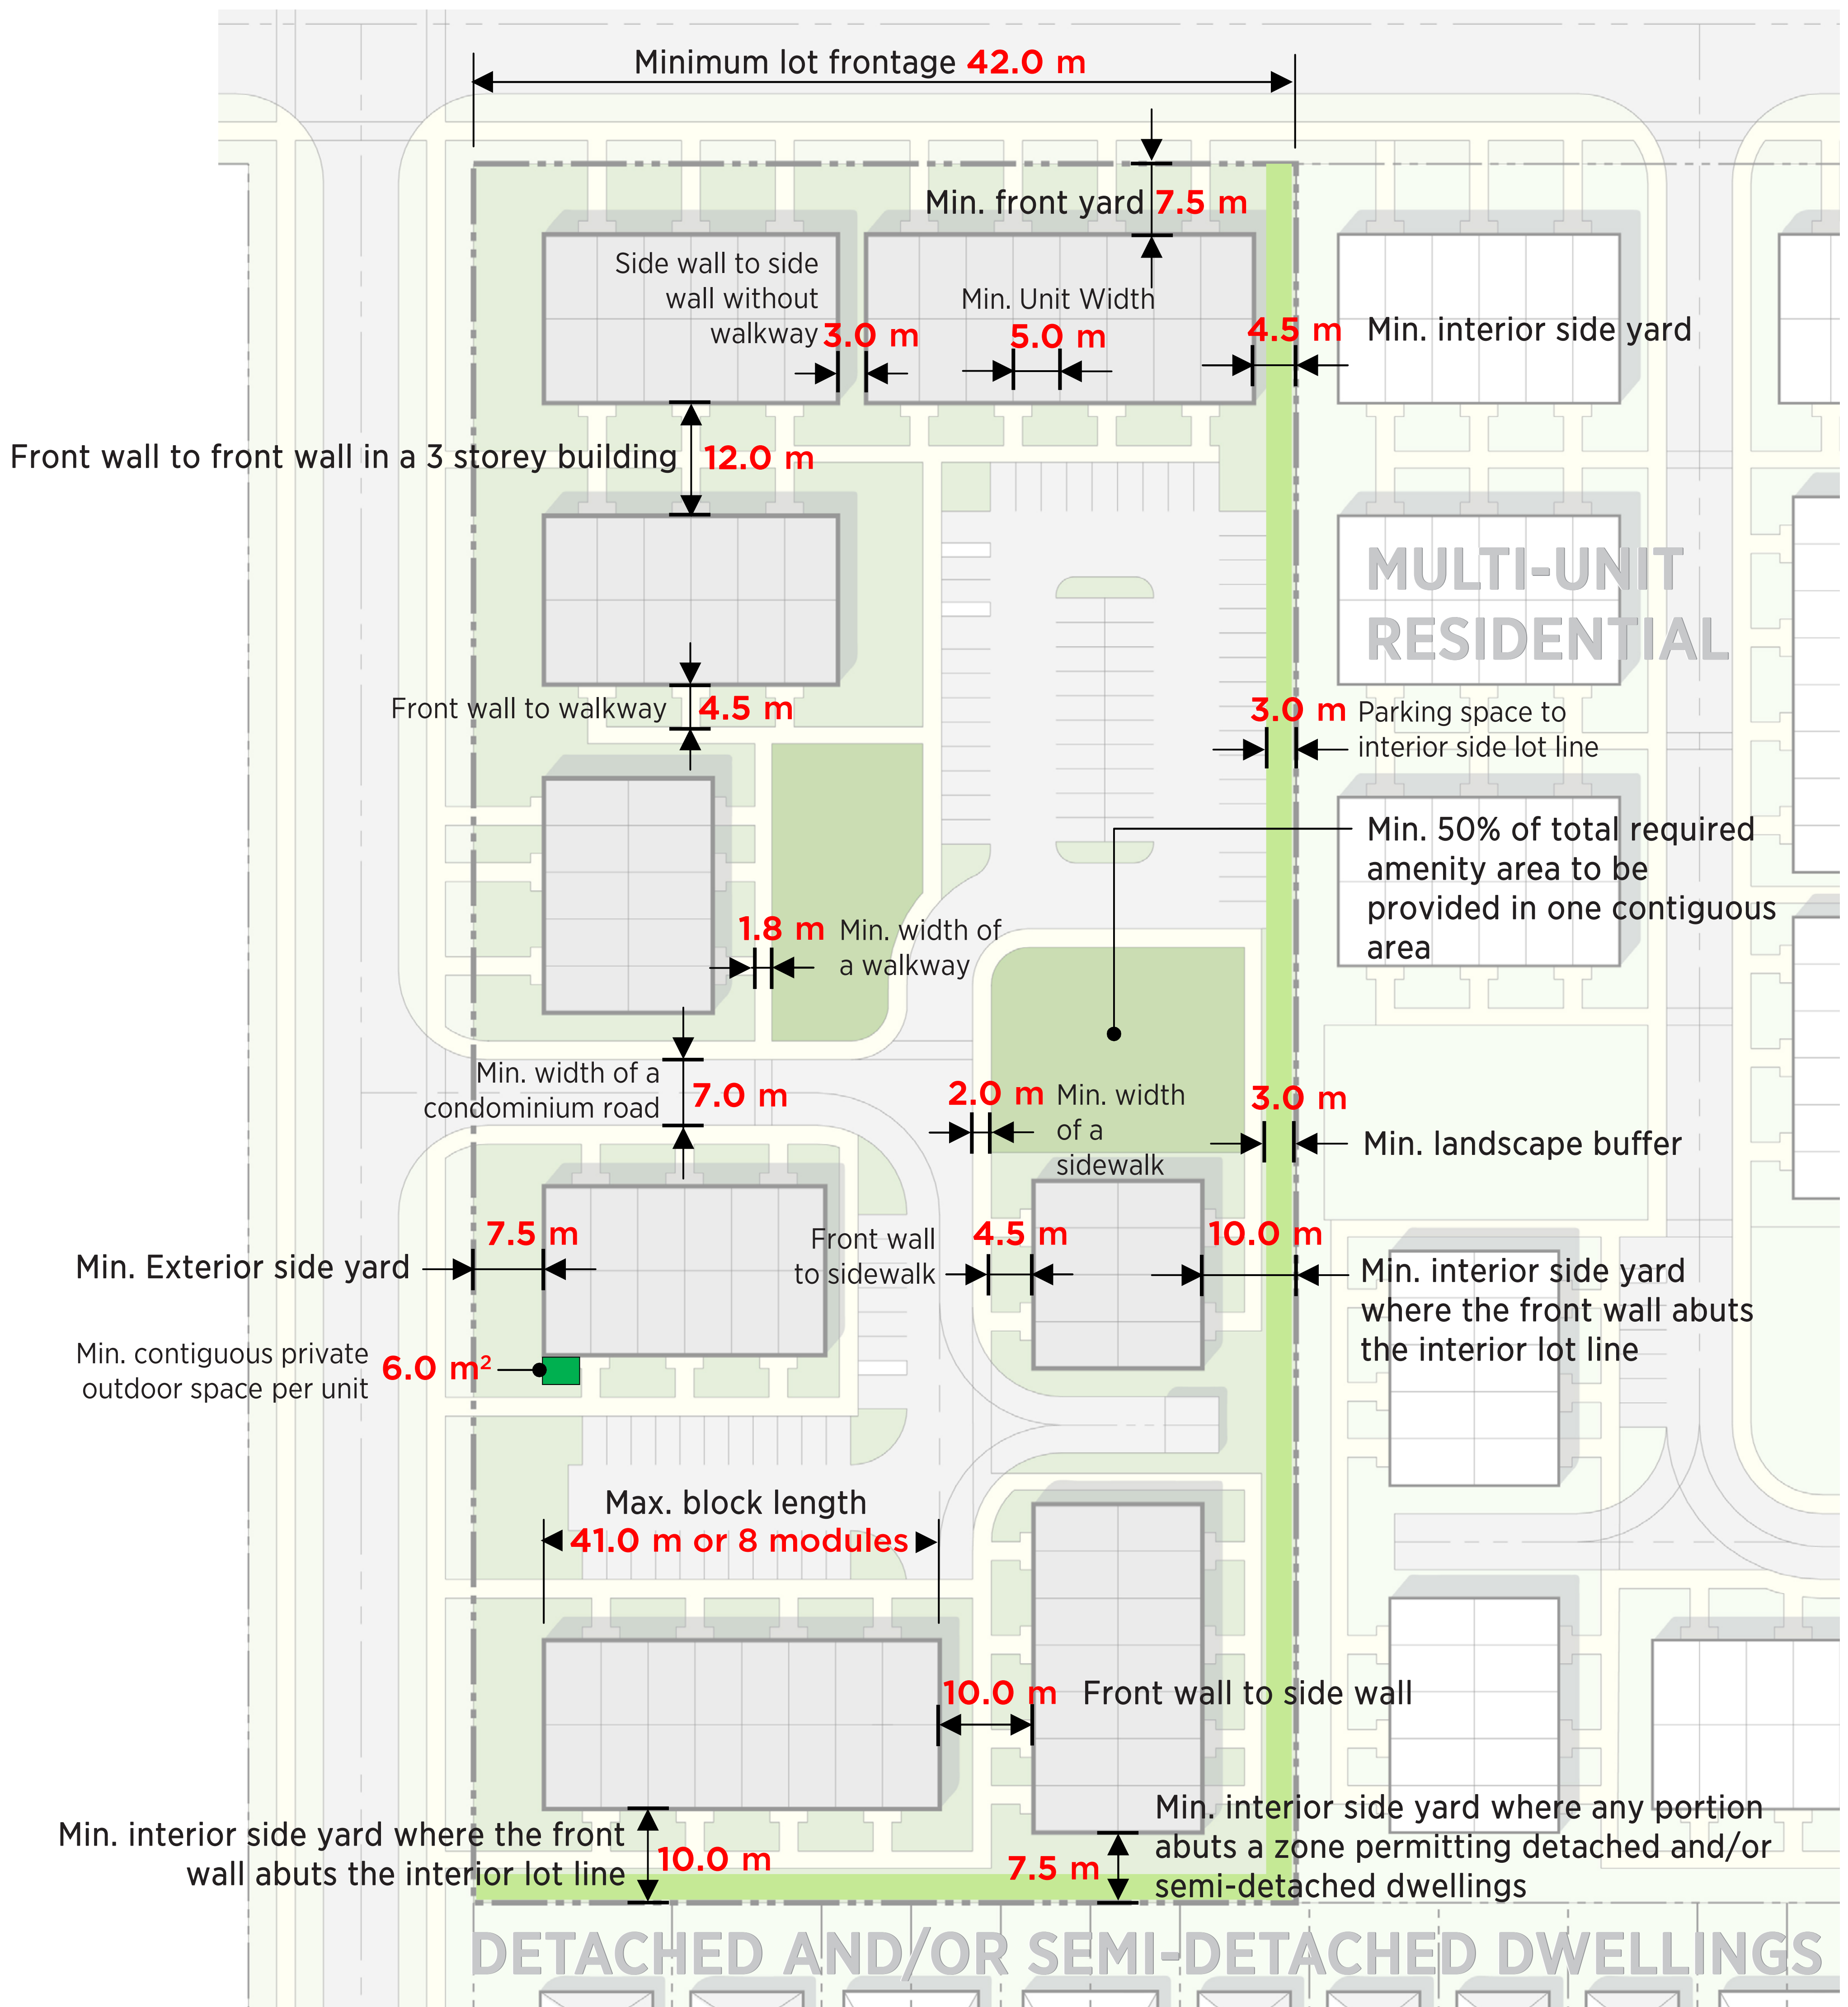 Minimum lot frontage 42.0 m
Min. front yard 7.5 m
Side wall to side
wall without
walkway 3.0 m
Min. Unit Width
5.0 m
4.5 m Min. interior side yard
Front wall to front wall in a 3 storey building 12.0 m
MULTI-UNIT
RESIDENTIAL
Front wall to walkway 4.5 m
3.0 m Parking space to
interior side lot line
Min. 50% of total required
amenity area to be
provided in one contiguous
area
1.8 m Min. width of
a walkway
Min. width of a
condominium road 7.0 m
2.0 m Min. width
of a
sidewalk
3.0 m
Min. landscape buffer
7.5 m
Min. Exterior side yard
Front wall
to sidewalk
4.5 m
10.0 m
Min. interior side yard
where the front wall abuts
the interior lot line
Min. contiguous private
outdoor space per unit
6.0 m²
Max. block length
41.0 m or 8 modules
10.0 m Front wall to side wall
Min. interior side yard where the front
wall abuts the interior lot line
10.0 m
7.5 m
Min. interior side yard where any portion
abuts a zone permitting detached and/or
semi-detached dwellings
DETACHED AND/OR SEMI-DETACHED DWELLINGS